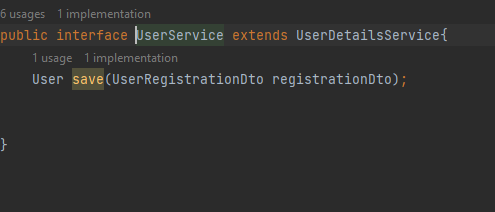 6 usages 1 implementation
public interface UserService extends UserDetailsService{
1 usage 1 implementation
User save(UserRegistrationDto registrationDto);
}